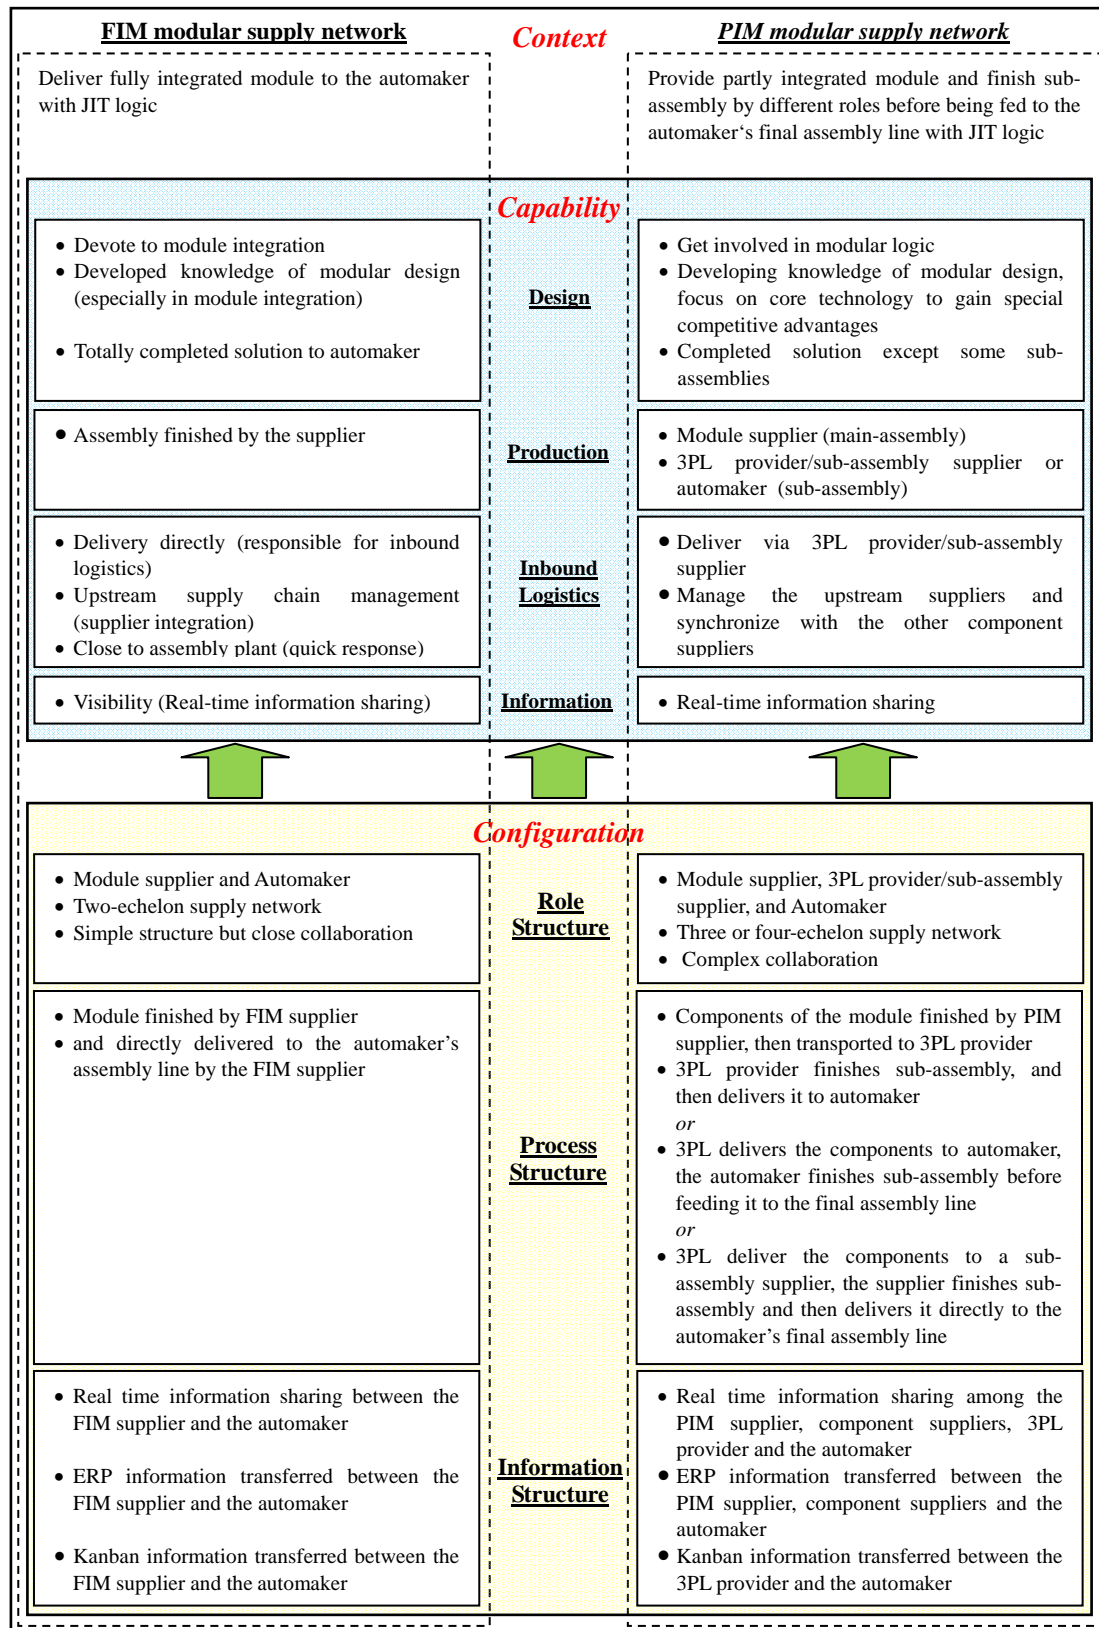 FIM modular supply network
Context
PIM modular supply network
Deliver fully integrated module to the automaker
with JIT logic
Provide partly integrated module and finish sub-
assembly by different roles before being fed to the
automaker‘s final assembly line with JIT logic
Capability
• Devote to module integration
• Developed knowledge of modular design
(especially in module integration)
• Totally completed solution to automaker
Design
• Get involved in modular logic
• Developing knowledge of modular design,
focus on core technology to gain special
competitive advantages
• Completed solution except some sub-
assemblies
• Assembly finished by the supplier
Production
• Module supplier (main-assembly)
• 3PL provider/sub-assembly supplier or
automaker (sub-assembly)
• Delivery directly (responsible for inbound
logistics)
• Upstream supply chain management
(supplier integration)
• Close to assembly plant (quick response)
Inbound
Logistics
• Deliver via 3PL provider/sub-assembly
supplier
• Manage the upstream suppliers and
synchronize with the other component
suppliers
• Visibility (Real-time information sharing)
Information
• Real-time information sharing
Configuration
• Module supplier and Automaker
• Two-echelon supply network
• Simple structure but close collaboration
Role
Structure
• Module supplier, 3PL provider/sub-assembly
supplier, and Automaker
• Three or four-echelon supply network
• Complex collaboration
• Module finished by FIM supplier
• and directly delivered to the automaker’s
assembly line by the FIM supplier
Process
Structure
• Components of the module finished by PIM
supplier, then transported to 3PL provider
• 3PL provider finishes sub-assembly, and
then delivers it to automaker
or
• 3PL delivers the components to automaker,
the automaker finishes sub-assembly before
feeding it to the final assembly line
or
• 3PL deliver the components to a sub-
assembly supplier, the supplier finishes sub-
assembly and then delivers it directly to the
automaker’s final assembly line
• Real time information sharing between the
FIM supplier and the automaker
• ERP information transferred between the
FIM supplier and the automaker
• Kanban information transferred between the
FIM supplier and the automaker
Information
Structure
• Real time information sharing among the
PIM supplier, component suppliers, 3PL
provider and the automaker
• ERP information transferred between the
PIM supplier, component suppliers and the
automaker
• Kanban information transferred between the
3PL provider and the automaker